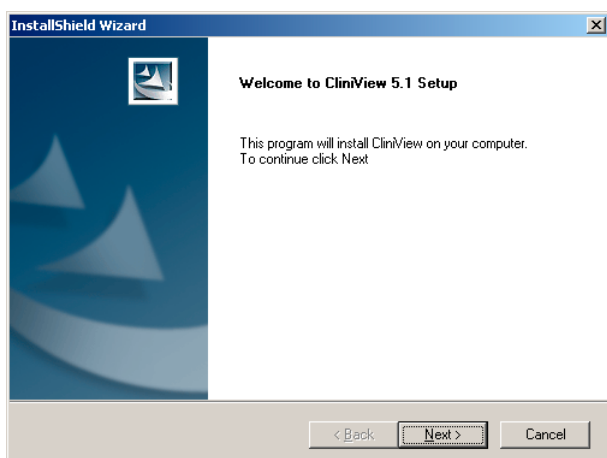 InstallShield Wizard
Welcome to CliniView 5.1 Setup
This program will install CliniView on your computer.
To continue click Next
< Back Next > Cancel